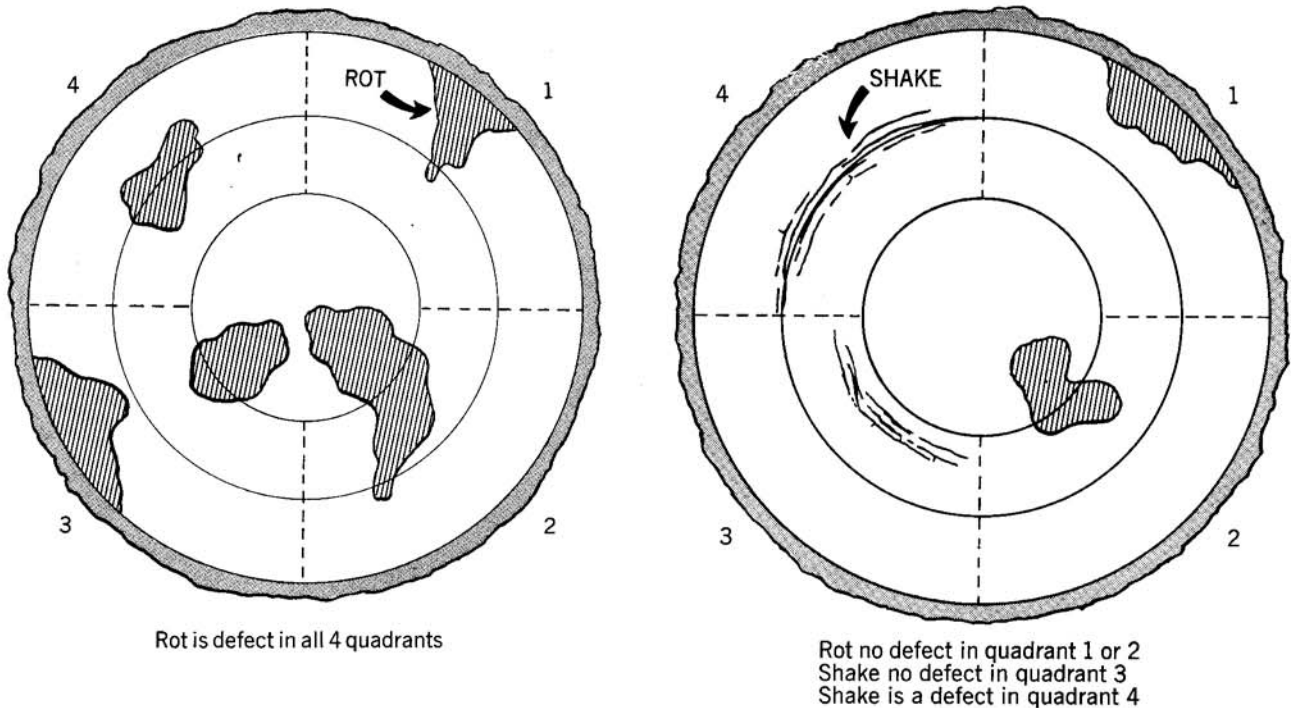 4
ROT
1
3
2
Rot is defect in all 4 quadrants
4
SHAKE
1
3
2
Rot no defect in quadrant 1 or 2
Shake no defect in quadrant 3
Shake is a defect in quadrant 4